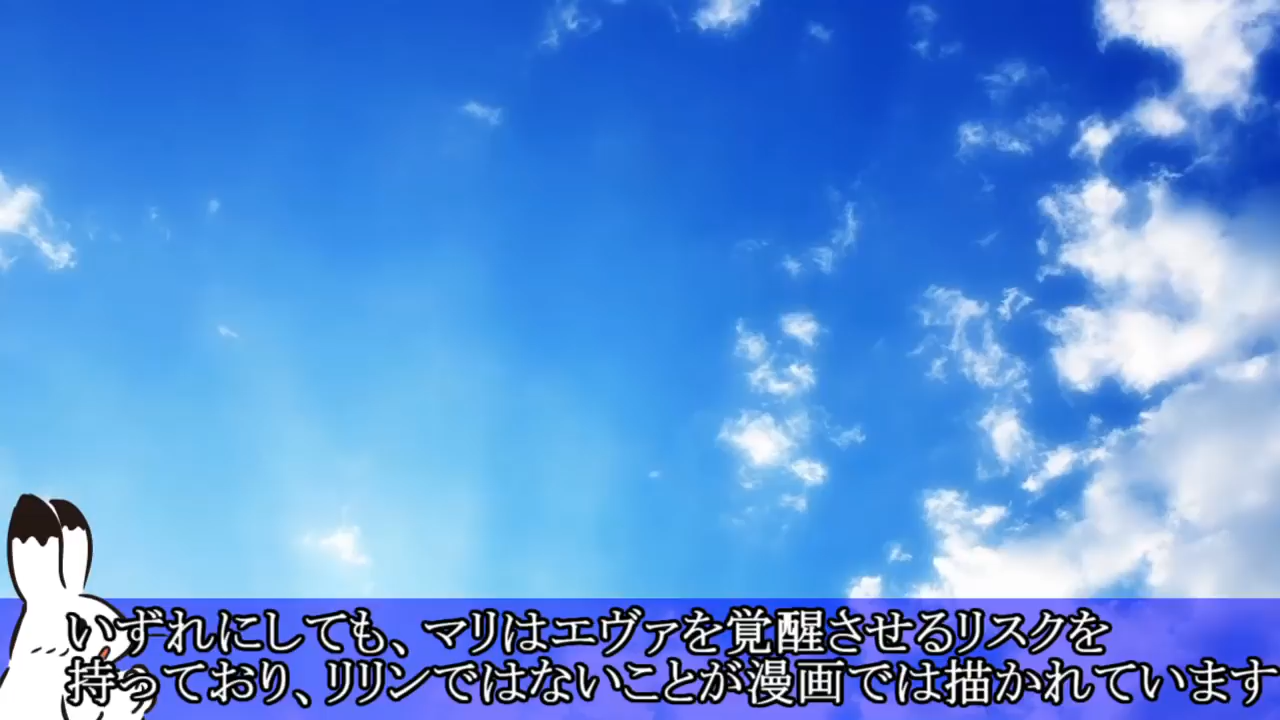 いずれにしても、マリはエヴァを覚醒させるリスクを
持っており、リリンではないことが漫画では描かれています